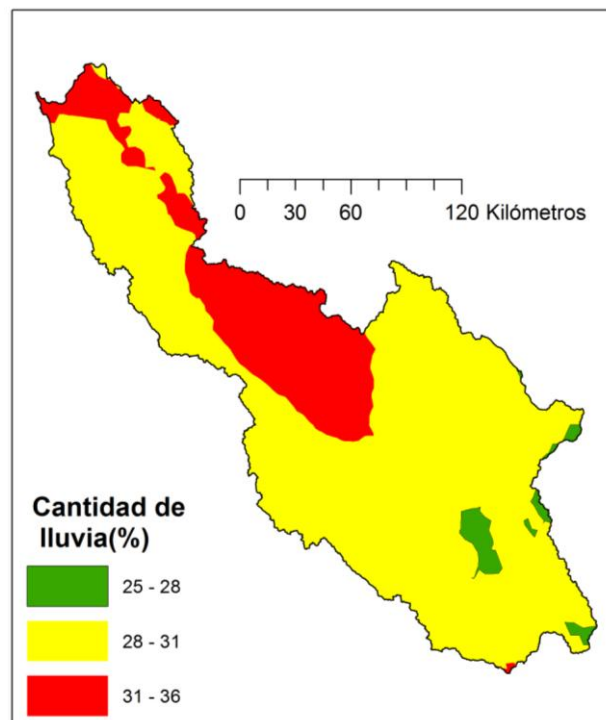 0 30 60 120 Kilómetros
Cantidad de
lluvia(%)
25 - 28
28 - 31
31 - 36